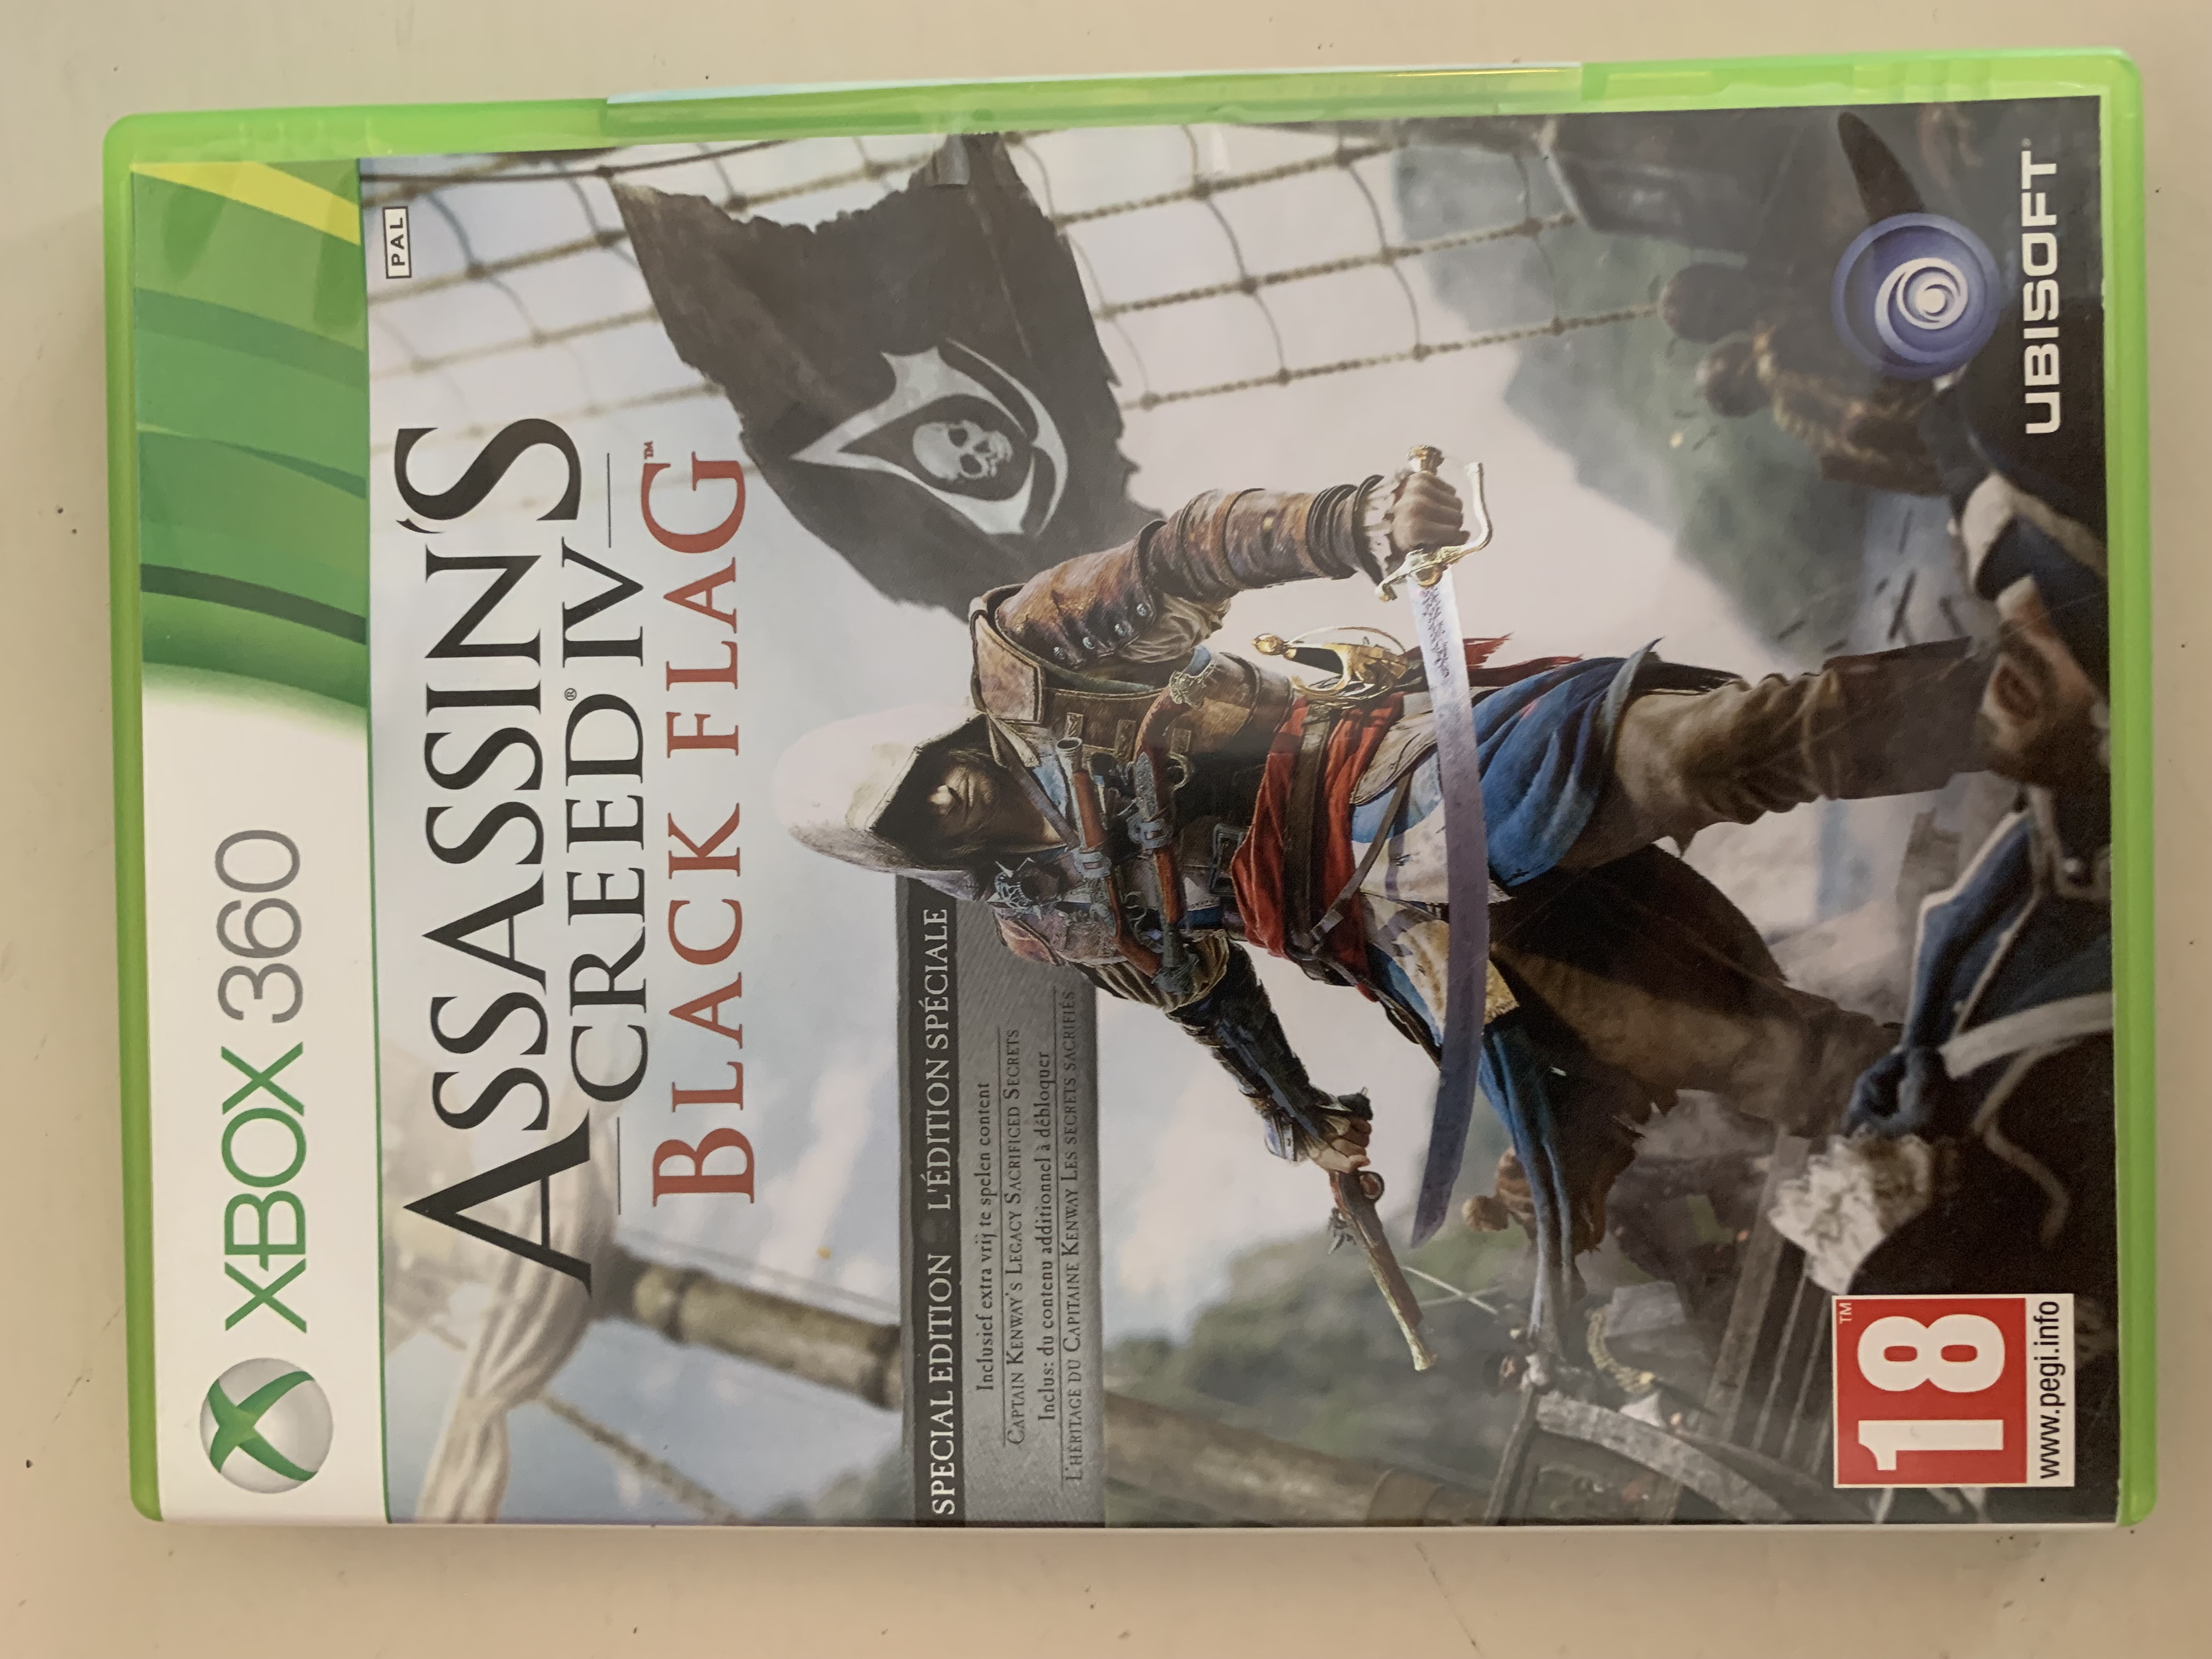 XBOX 360
PAL
ASSASSIN'S
CREED® IV
BLACK FLAG™
SPECIAL EDITION L'ÉDITION SPÉCIALE
Inclusief extra vrij te spelen content
CAPTAIN KENWAY'S LEGACY SACRIFICED SECRETS
Inclus: du contenu additionnel à débloquer
L'HÉRITAGE DU CAPITAINE KENWAY LES SECRETS SACRIFIÉS
18™
www.pegi.info
UBISOFT®